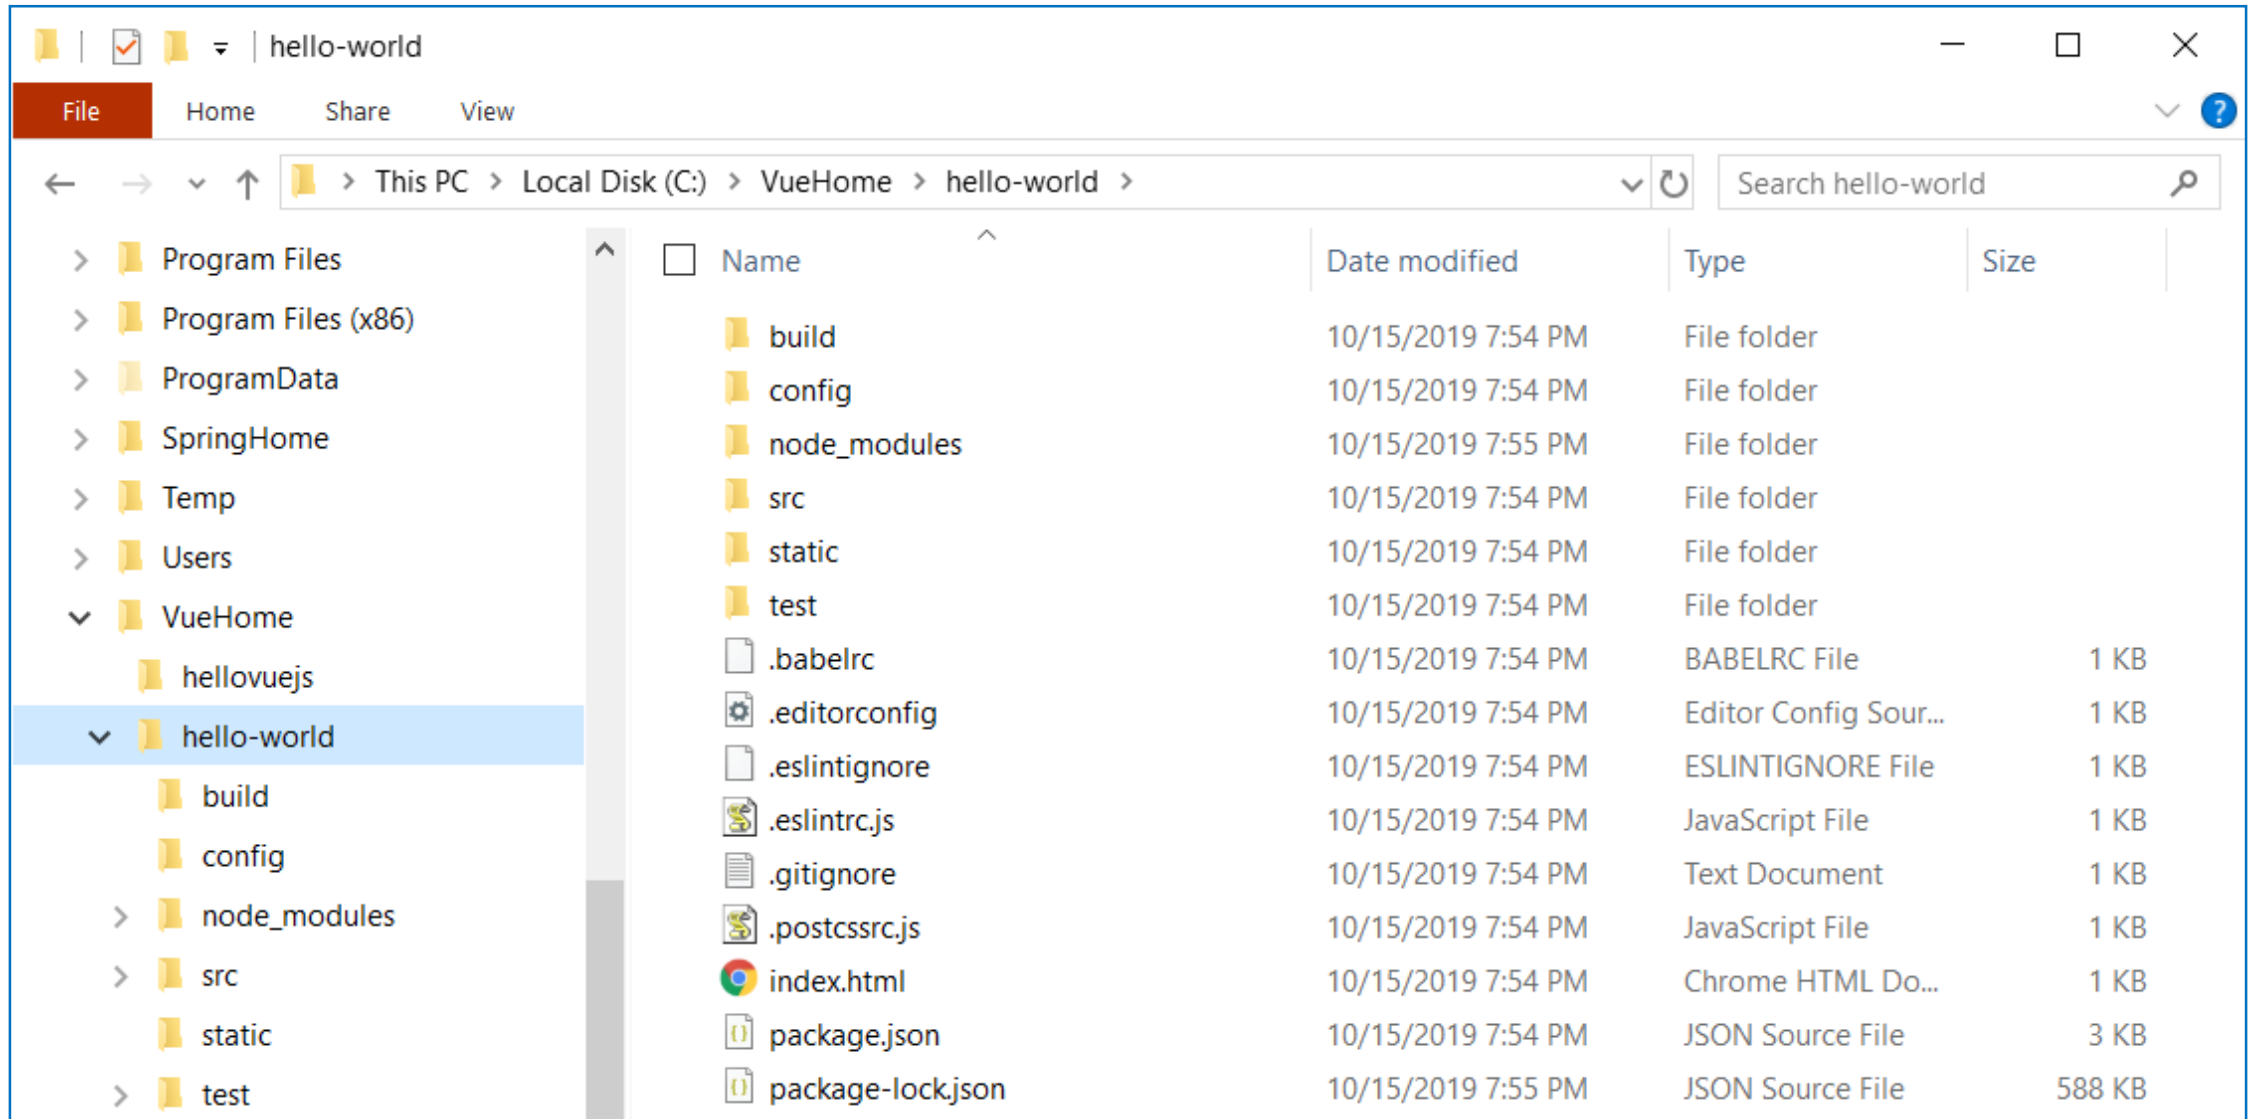 hello-world
File Home Share View
This PC > Local Disk (C:) > VueHome > hello-world >
Search hello-world
Program Files
Program Files (x86)
ProgramData
SpringHome
Temp
Users
VueHome
hellovuejs
hello-world
build
config
node_modules
src
static
test
Name Date modified Type Size
build 10/15/2019 7:54 PM File folder
config 10/15/2019 7:54 PM File folder
node_modules 10/15/2019 7:55 PM File folder
src 10/15/2019 7:54 PM File folder
static 10/15/2019 7:54 PM File folder
test 10/15/2019 7:54 PM File folder
.babelrc 10/15/2019 7:54 PM BABELRC File 1 KB
.editorconfig 10/15/2019 7:54 PM Editor Config Sour... 1 KB
.eslintignore 10/15/2019 7:54 PM ESLINTIGNORE File 1 KB
.eslintrc.js 10/15/2019 7:54 PM JavaScript File 1 KB
.gitignore 10/15/2019 7:54 PM Text Document 1 KB
.postcssrc.js 10/15/2019 7:54 PM JavaScript File 1 KB
index.html 10/15/2019 7:54 PM Chrome HTML Do... 1 KB
package.json 10/15/2019 7:54 PM JSON Source File 3 KB
package-lock.json 10/15/2019 7:55 PM JSON Source File 588 KB